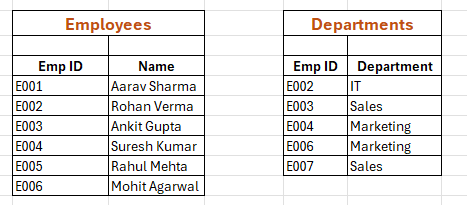 Employees Departments
Emp ID Name Emp ID Department
E001 Aarav Sharma E002 IT
E002 Rohan Verma E003 Sales
E003 Ankit Gupta E004 Marketing
E004 Suresh Kumar E006 Marketing
E005 Rahul Mehta E007 Sales
E006 Mohit Agarwal